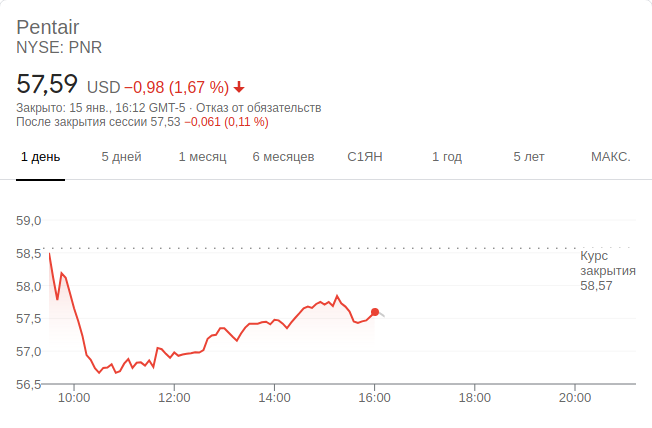 Pentair
NYSE: PNR
57,59 USD −0,98 (1,67 %)
Закрыто: 15 янв., 16:12 GMT-5 · Отказ от обязательств
После закрытия сессии 57,53 −0,061 (0,11 %)
1 день 5 дней 1 месяц 6 месяцев С1ЯН 1 год 5 лет МАКС.
59,0
58,5
58,0
57,5
57,0
56,5
Курс
закрытия
58,57
10:00 12:00 14:00 16:00 18:00 20:00